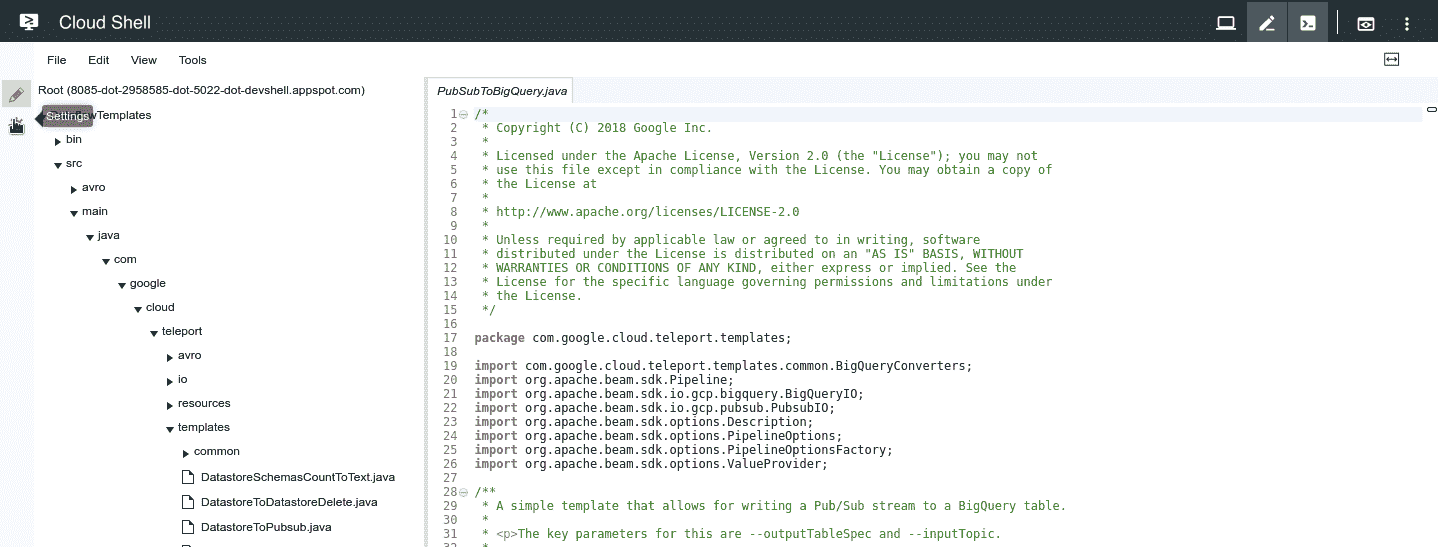 Cloud Shell
File Edit View Tools
Root (8085-dot-2958585-dot-5022-dot-devshell.appspot.com)
Settings
wTemplates
bin
src
avro
main
java
com
google
cloud
teleport
avro
io
resources
templates
common
DatastoreSchemasCountToText.java
DatastoreToDatastoreDelete.java
DatastoreToPubsub.java
PubSubToBigQuery.java
1 /*
2 * Copyright (C) 2018 Google Inc.
3 *
4 * Licensed under the Apache License, Version 2.0 (the "License"); you may not
5 * use this file except in compliance with the License. You may obtain a copy of
6 * the License at
7 *
8 * http://www.apache.org/licenses/LICENSE-2.0
9 *
10 * Unless required by applicable law or agreed to in writing, software
11 * distributed under the License is distributed on an "AS IS" BASIS, WITHOUT
12 * WARRANTIES OR CONDITIONS OF ANY KIND, either express or implied. See the
13 * License for the specific language governing permissions and limitations under
14 * the License.
15 */
16
17 package com.google.cloud.teleport.templates;
18
19 import com.google.cloud.teleport.templates.common.BigQueryConverters;
20 import org.apache.beam.sdk.Pipeline;
21 import org.apache.beam.sdk.io.gcp.bigquery.BigQueryIO;
22 import org.apache.beam.sdk.io.gcp.pubsub.PubsubIO;
23 import org.apache.beam.sdk.options.Description;
24 import org.apache.beam.sdk.options.PipelineOptions;
25 import org.apache.beam.sdk.options.PipelineOptionsFactory;
26 import org.apache.beam.sdk.options.ValueProvider;
27
28 /**
29 * A simple template that allows for writing a Pub/Sub stream to a BigQuery table.
30 *
31 * <p>The key parameters for this are --outputTableSpec and --inputTopic.
32 *